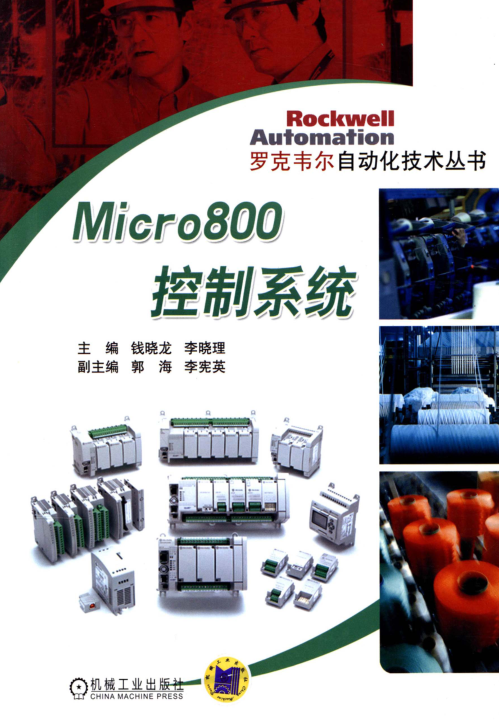 Rockwell
Automation
罗克韦尔自动化技术丛书
Micro800
控制系统
主 编 钱晓龙 李晓理
副主编 郭 海 李宪英
机械工业出版社
CHINA MACHINE PRESS